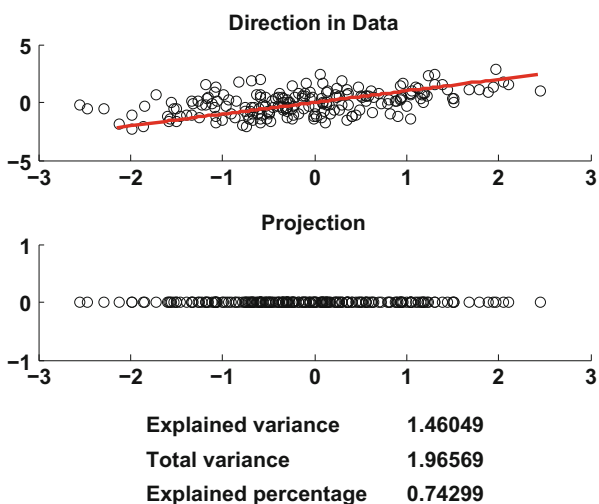 Direction in Data
5
0
−5
−3 −2 −1 0 1 2 3
Projection
1
0
−1
−3 −2 −1 0 1 2 3
Explained variance 1.46049
Total variance 1.96569
Explained percentage 0.74299